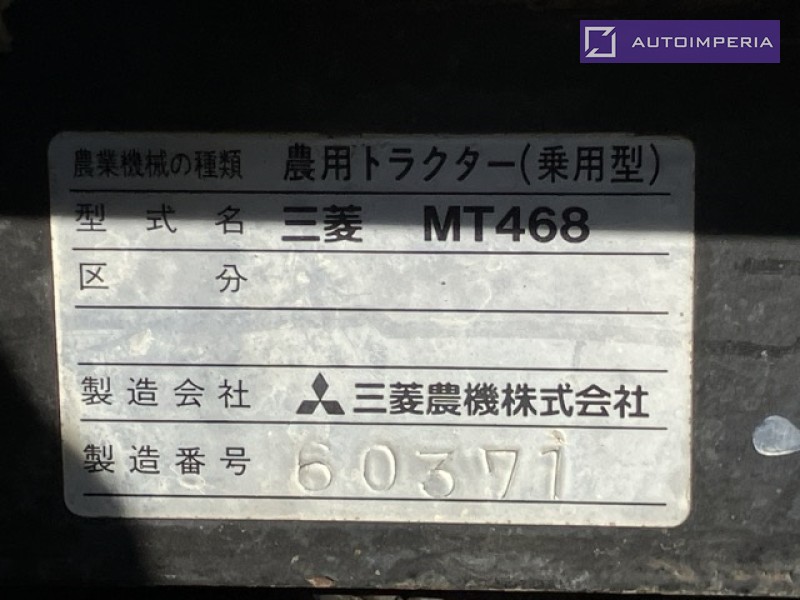 AUTOIMPERIA
農業機械の種類 農用トラクター(乗用型)
型式名 三菱 MT468
区分
製造会社 三菱農機株式会社
製造番号 60371